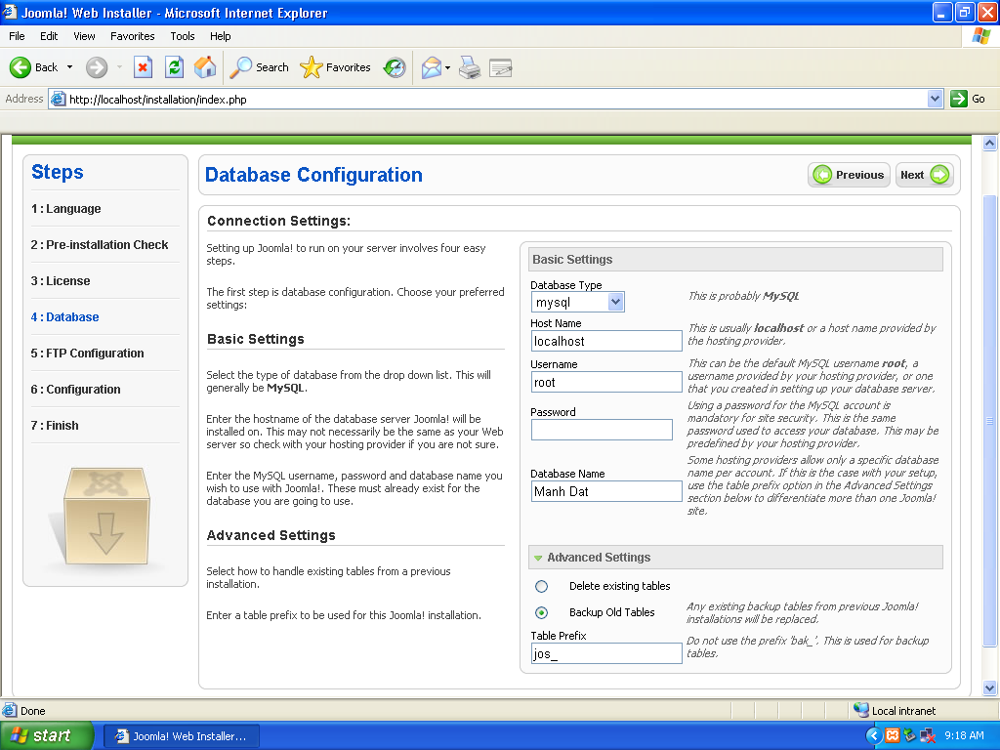 Joomla! Web Installer - Microsoft Internet Explorer
File Edit View Favorites Tools Help
Back Search Favorites
Address http://localhost/installation/index.php Go
Steps
1 : Language
2 : Pre-installation Check
3 : License
4 : Database
5 : FTP Configuration
6 : Configuration
7 : Finish
Database Configuration
Previous Next
Connection Settings:
Setting up Joomla! to run on your server involves four easy
steps.
The first step is database configuration. Choose your preferred
settings:
Basic Settings
Select the type of database from the drop down list. This will
generally be MySQL.
Enter the hostname of the database server Joomla! will be
installed on. This may not necessarily be the same as your Web
server so check with your hosting provider if you are not sure.
Enter the MySQL username, password and database name you
wish to use with Joomla!. These must already exist for the
database you are going to use.
Advanced Settings
Select how to handle existing tables from a previous
installation.
Enter a table prefix to be used for this Joomla! installation.
Basic Settings
Database Type
mysql
This is probably MySQL
Host Name
localhost
This is usually localhost or a host name provided by
the hosting provider.
Username
root
This can be the default MySQL username root, a
username provided by your hosting provider, or one
that you created in setting up your database server.
Password
Using a password for the MySQL account is
mandatory for site security. This is the same
password used to access your database. This may be
predefined by your hosting provider.
Database Name
Manh Dat
Some hosting providers allow only a specific database
name per account. If this is the case with your setup,
use the table prefix option in the Advanced Settings
section below to differentiate more than one Joomla!
site.
Advanced Settings
Delete existing tables
Backup Old Tables
Any existing backup tables from previous Joomla!
installations will be replaced.
Table Prefix
jos_
Do not use the prefix 'bak_'. This is used for backup
tables.
Done Local intranet
start Joomla! Web Installer... 9:18 AM